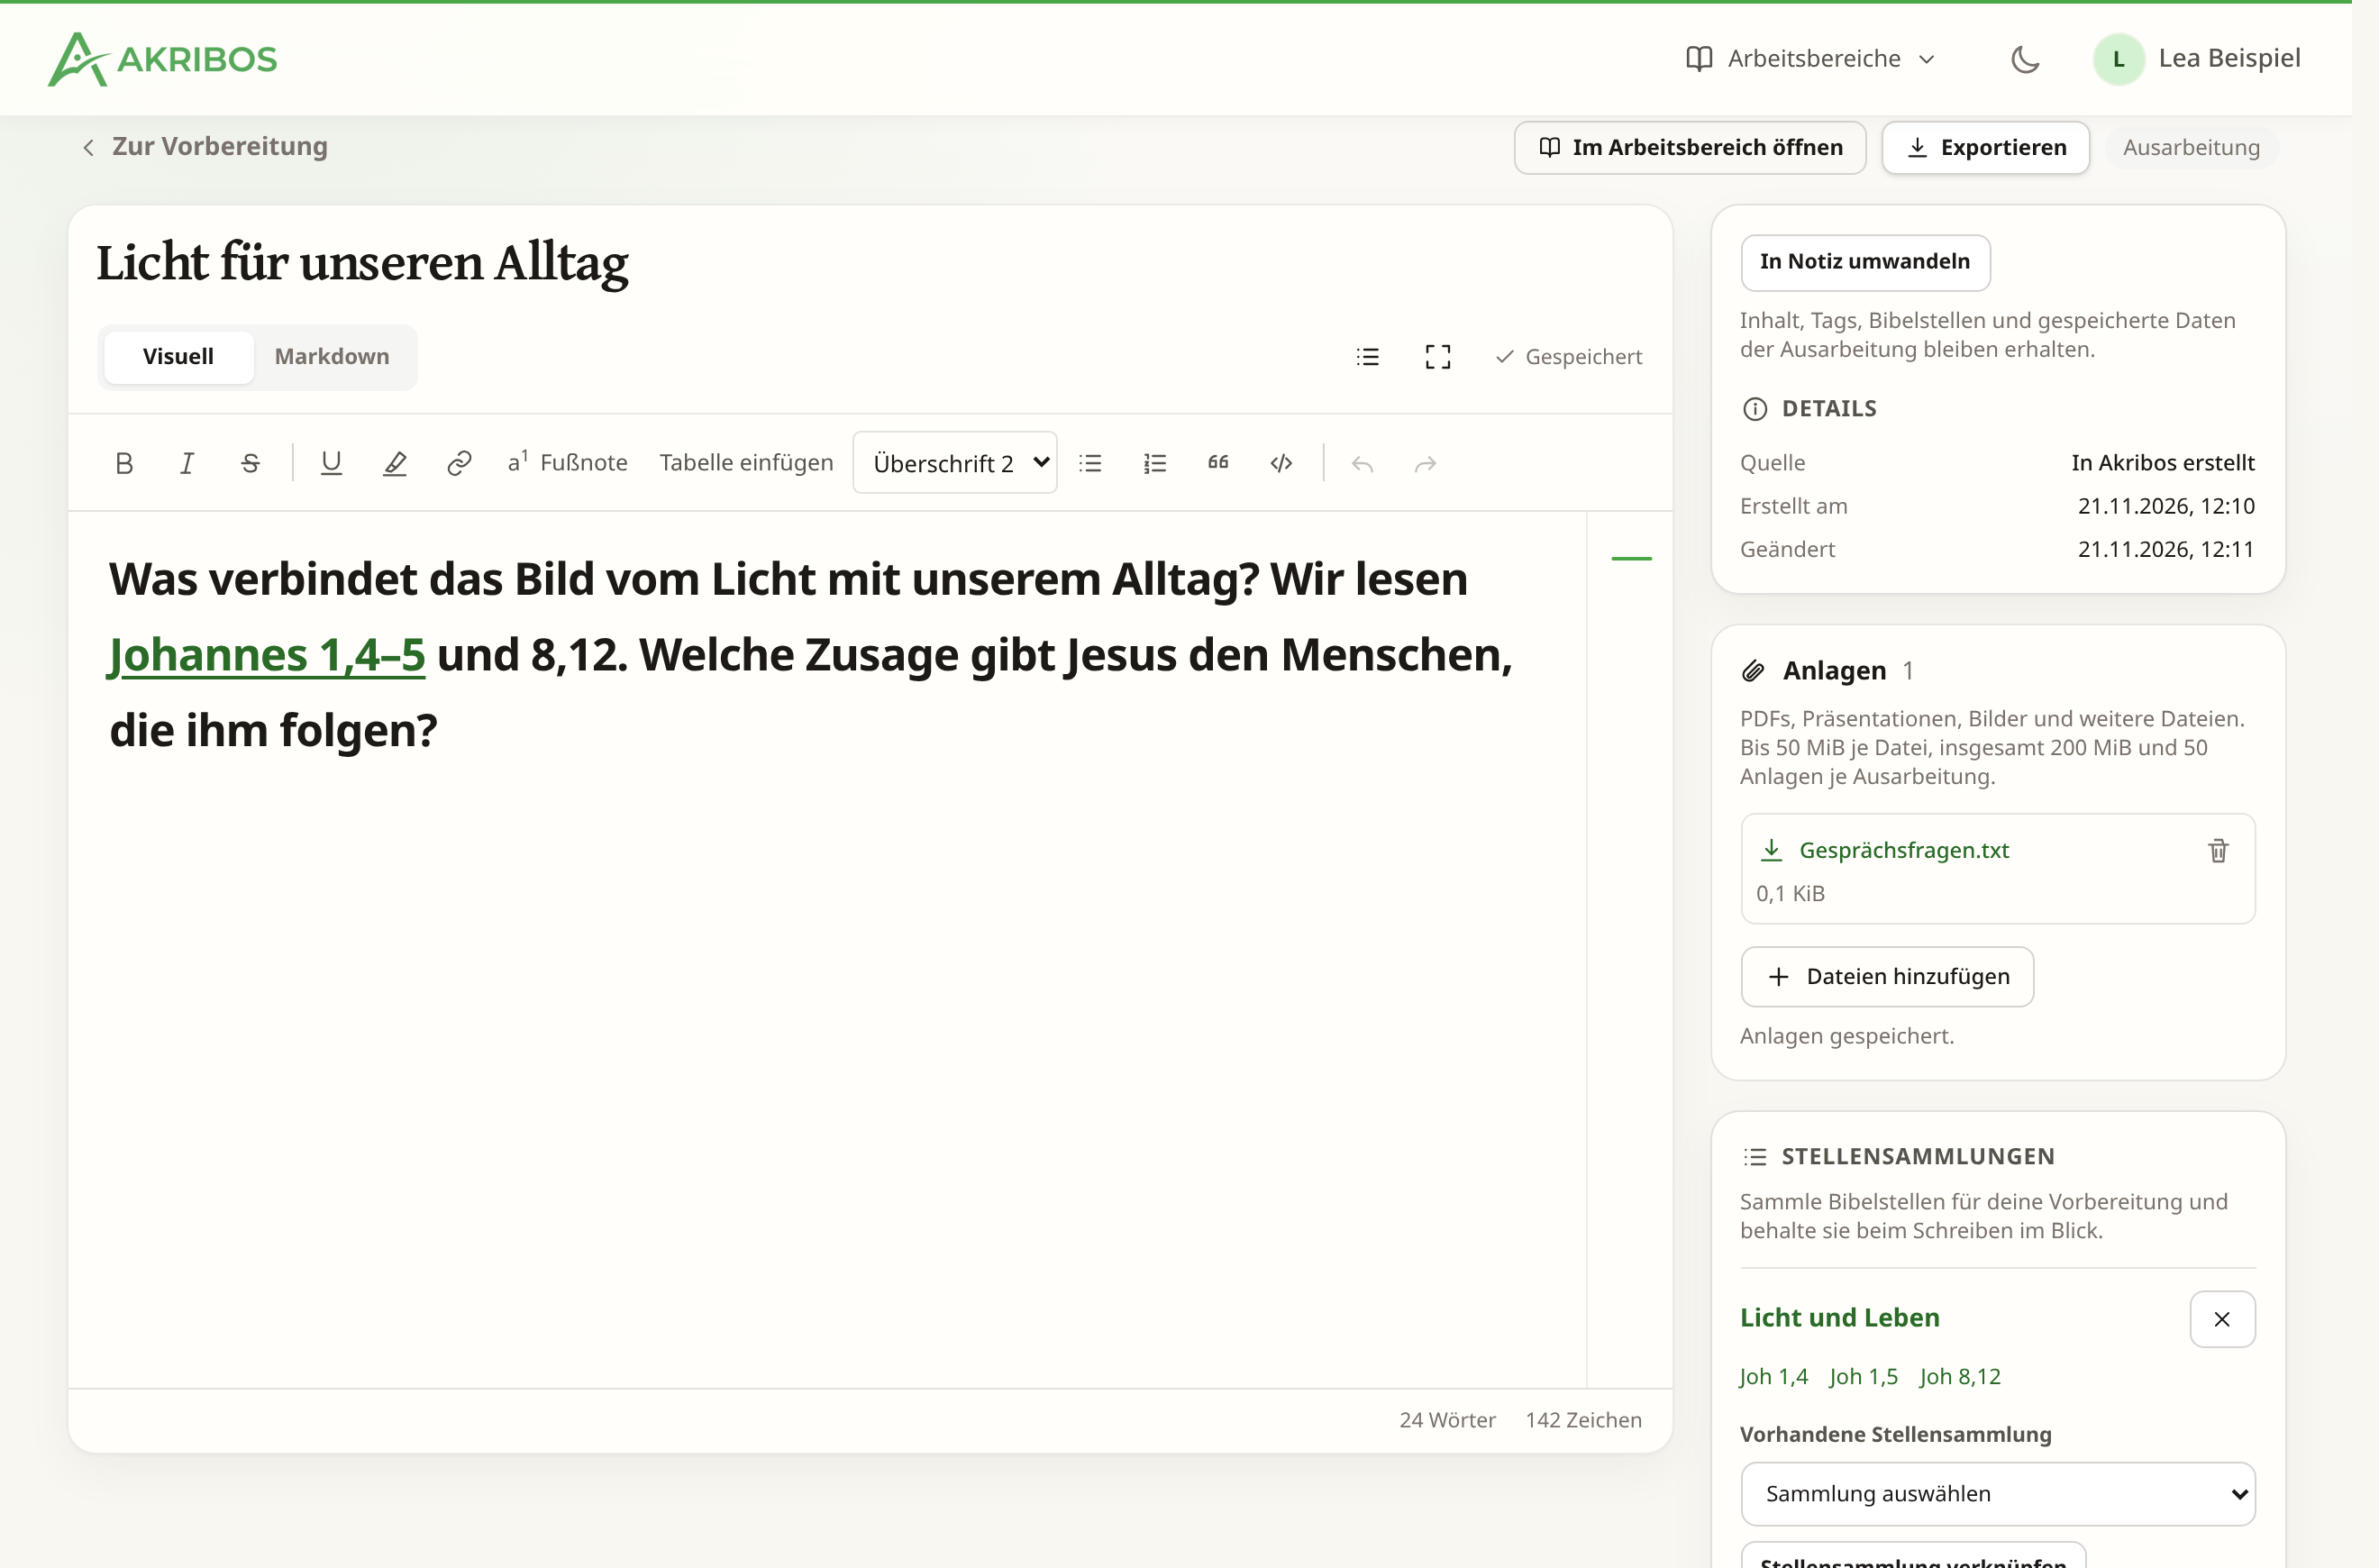 AKRIBOS
Arbeitsbereiche
L
Lea Beispiel
Zur Vorbereitung
Im Arbeitsbereich öffnen
Exportieren
Ausarbeitung
Licht für unseren Alltag
Visuell
Markdown
Gespeichert
a¹ Fußnote
Tabelle einfügen
Überschrift 2
Was verbindet das Bild vom Licht mit unserem Alltag? Wir lesen
Johannes 1,4–5 und 8,12. Welche Zusage gibt Jesus den Menschen,
die ihm folgen?
24 Wörter
142 Zeichen
In Notiz umwandeln
Inhalt, Tags, Bibelstellen und gespeicherte Daten
der Ausarbeitung bleiben erhalten.
DETAILS
Quelle In Akribos erstellt
Erstellt am 21.11.2026, 12:10
Geändert 21.11.2026, 12:11
Anlagen 1
PDFs, Präsentationen, Bilder und weitere Dateien.
Bis 50 MiB je Datei, insgesamt 200 MiB und 50
Anlagen je Ausarbeitung.
Gesprächsfragen.txt
0,1 KiB
Dateien hinzufügen
Anlagen gespeichert.
STELLENSAMMLUNGEN
Sammle Bibelstellen für deine Vorbereitung und
behalte sie beim Schreiben im Blick.
Licht und Leben
Joh 1,4 Joh 1,5 Joh 8,12
Vorhandene Stellensammlung
Sammlung auswählen
Stellensammlung verknüpfen